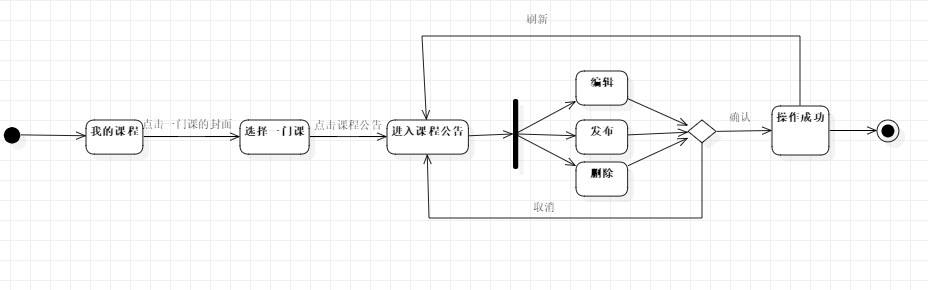 刷新
编辑
我的课程
点击一门课的封面
选择一门课
点击课程公告
进入课程公告
发布
确认
操作成功
删除
取消